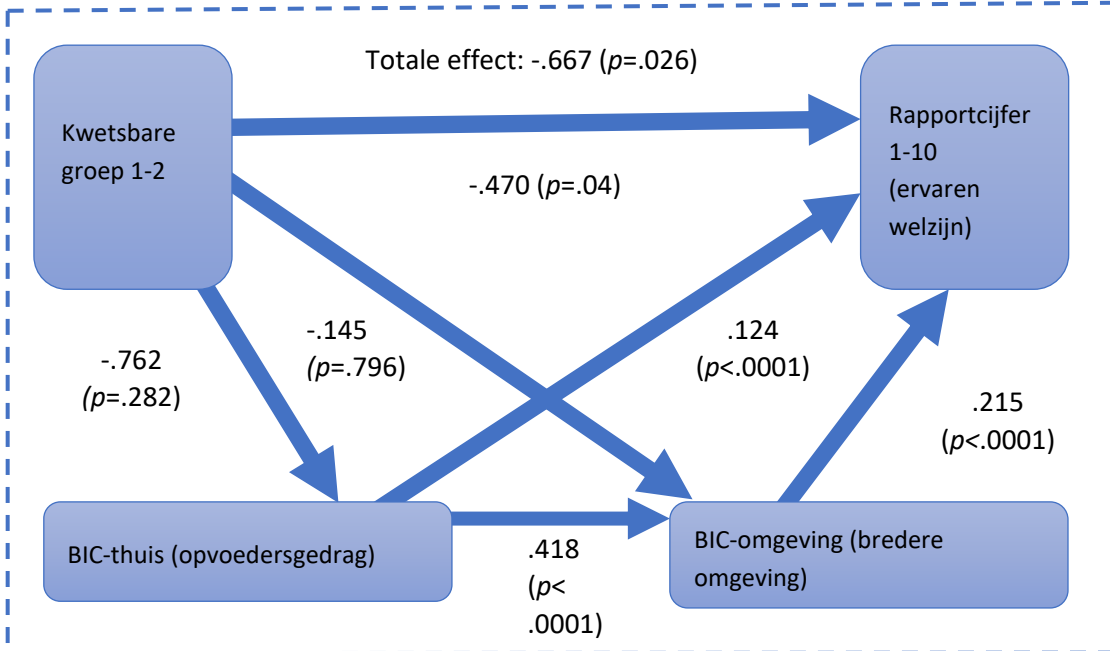 Totale effect: -.667 (p=.026)
Kwetsbare
groep 1-2
Rapportcijfer
1-10
(ervaren
welzijn)
-.470 (p=.04)
-.762
(p=.282)
-.145
(p=.796)
.124
(p<.0001)
.215
(p<.0001)
BIC-thuis (opvoedersgedrag)
.418
(p<
.0001)
BIC-omgeving (bredere
omgeving)